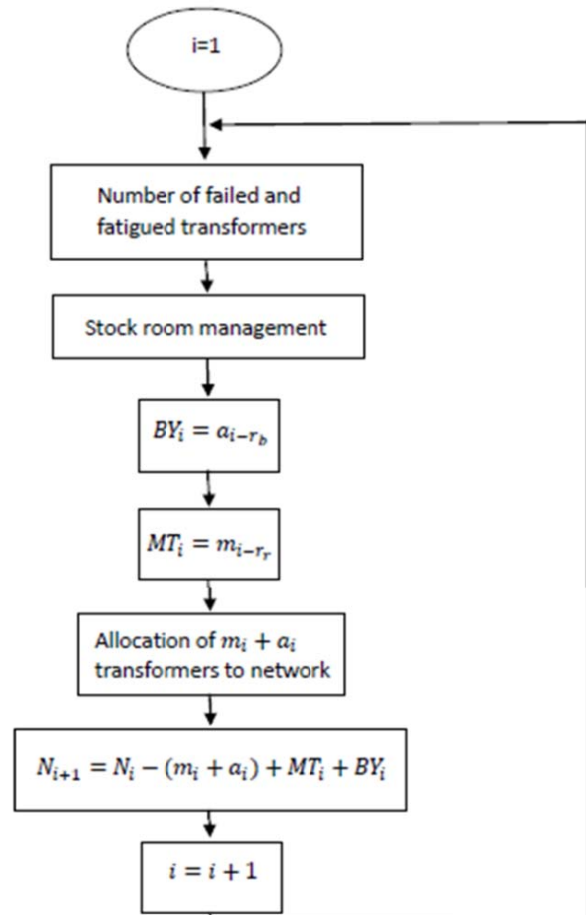 i=1
Number of failed and
fatigued transformers
Stock room management
$BY_i = a_{i-r_b}$
$MT_i = m_{i-r_r}$
Allocation of $m_i + a_i$
transformers to network
$N_{i+1} = N_i - (m_i + a_i) + MT_i + BY_i$
$i = i + 1$